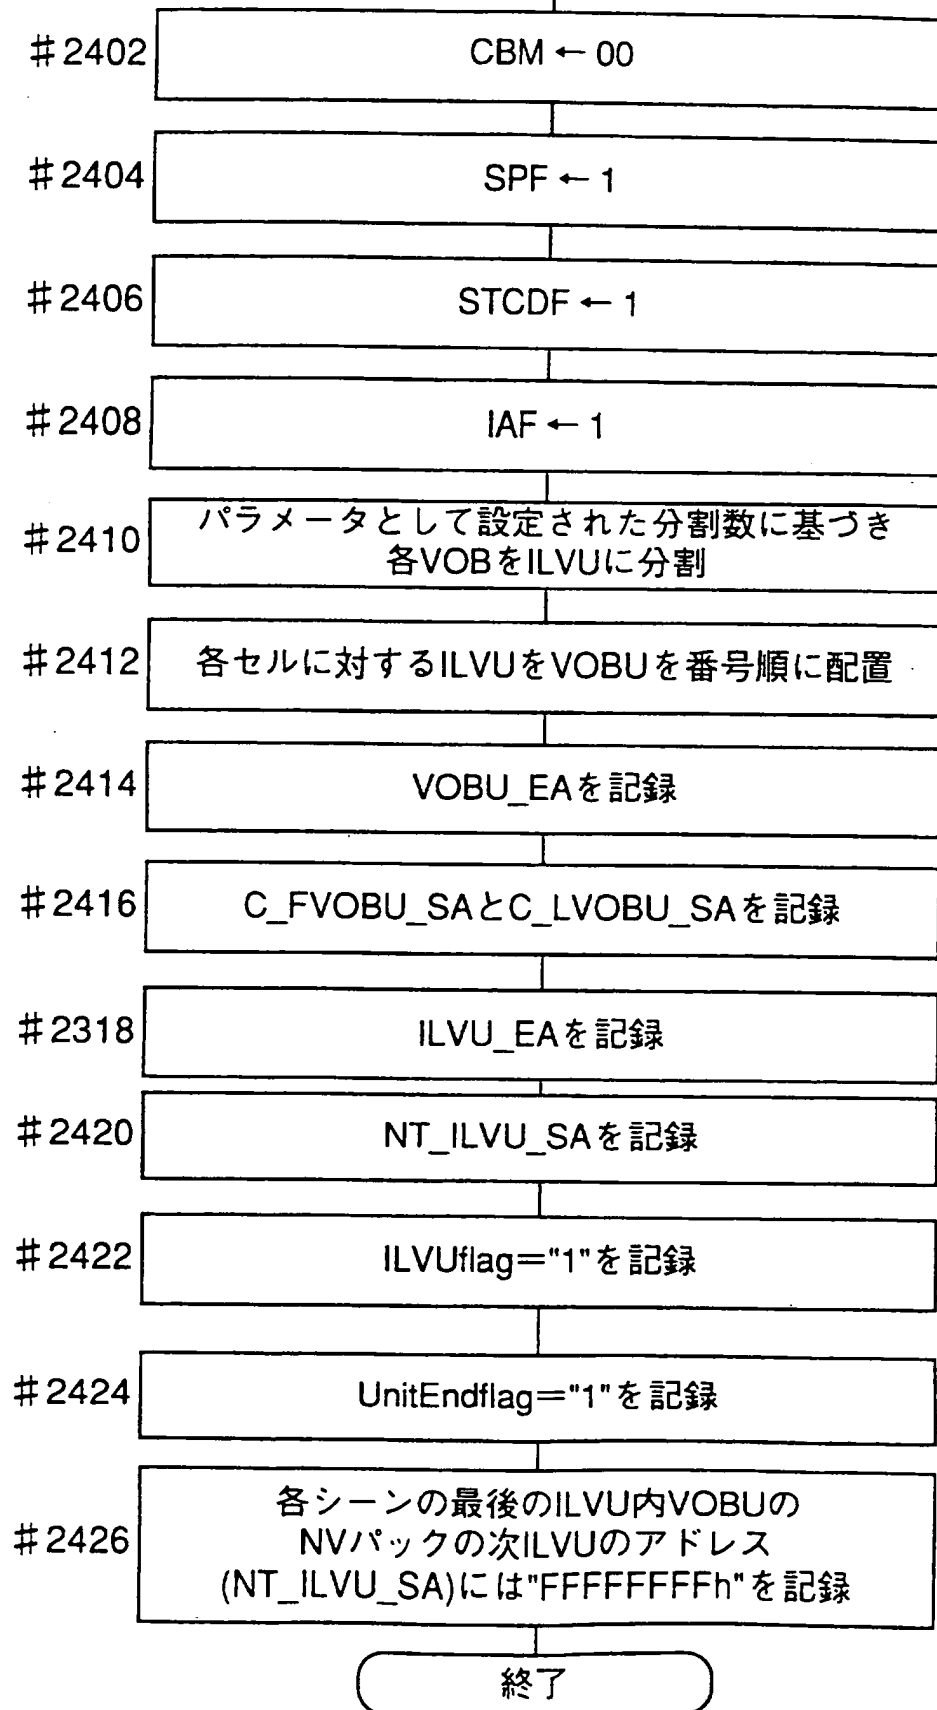 #2402
CBM ← 00
#2404
SPF ← 1
#2406
STCDF ← 1
#2408
IAF ← 1
#2410
パラメータとして設定された分割数に基づき
各VOBをILVUに分割
#2412
各セルに対するILVUをVOBUを番号順に配置
#2414
VOBU_EAを記録
#2416
C_FVOBU_SAとC_LVOBU_SAを記録
#2318
ILVU_EAを記録
#2420
NT_ILVU_SAを記録
#2422
ILVUflag="1"を記録
#2424
UnitEndflag="1"を記録
#2426
各シーンの最後のILVU内VOBUの
NVパックの次ILVUのアドレス
(NT_ILVU_SA)には"FFFFFFFFh"を記録
終了